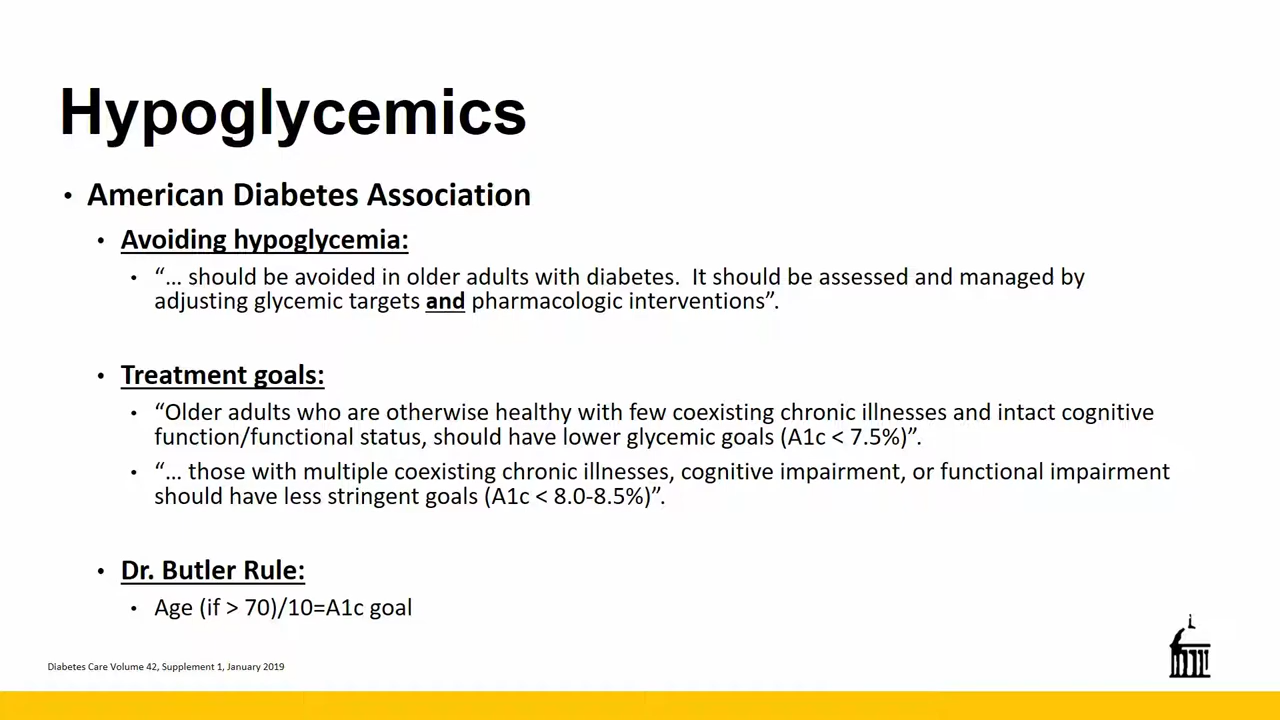 Hypoglycemics
• American Diabetes Association
• Avoiding hypoglycemia:
• “... should be avoided in older adults with diabetes.  It should be assessed and managed by
adjusting glycemic targets and pharmacologic interventions”.
• Treatment goals:
• “Older adults who are otherwise healthy with few coexisting chronic illnesses and intact cognitive
function/functional status, should have lower glycemic goals (A1c < 7.5%)”.
• “... those with multiple coexisting chronic illnesses, cognitive impairment, or functional impairment
should have less stringent goals (A1c < 8.0-8.5%)”.
• Dr. Butler Rule:
• Age (if > 70)/10=A1c goal
Diabetes Care Volume 42, Supplement 1, January 2019